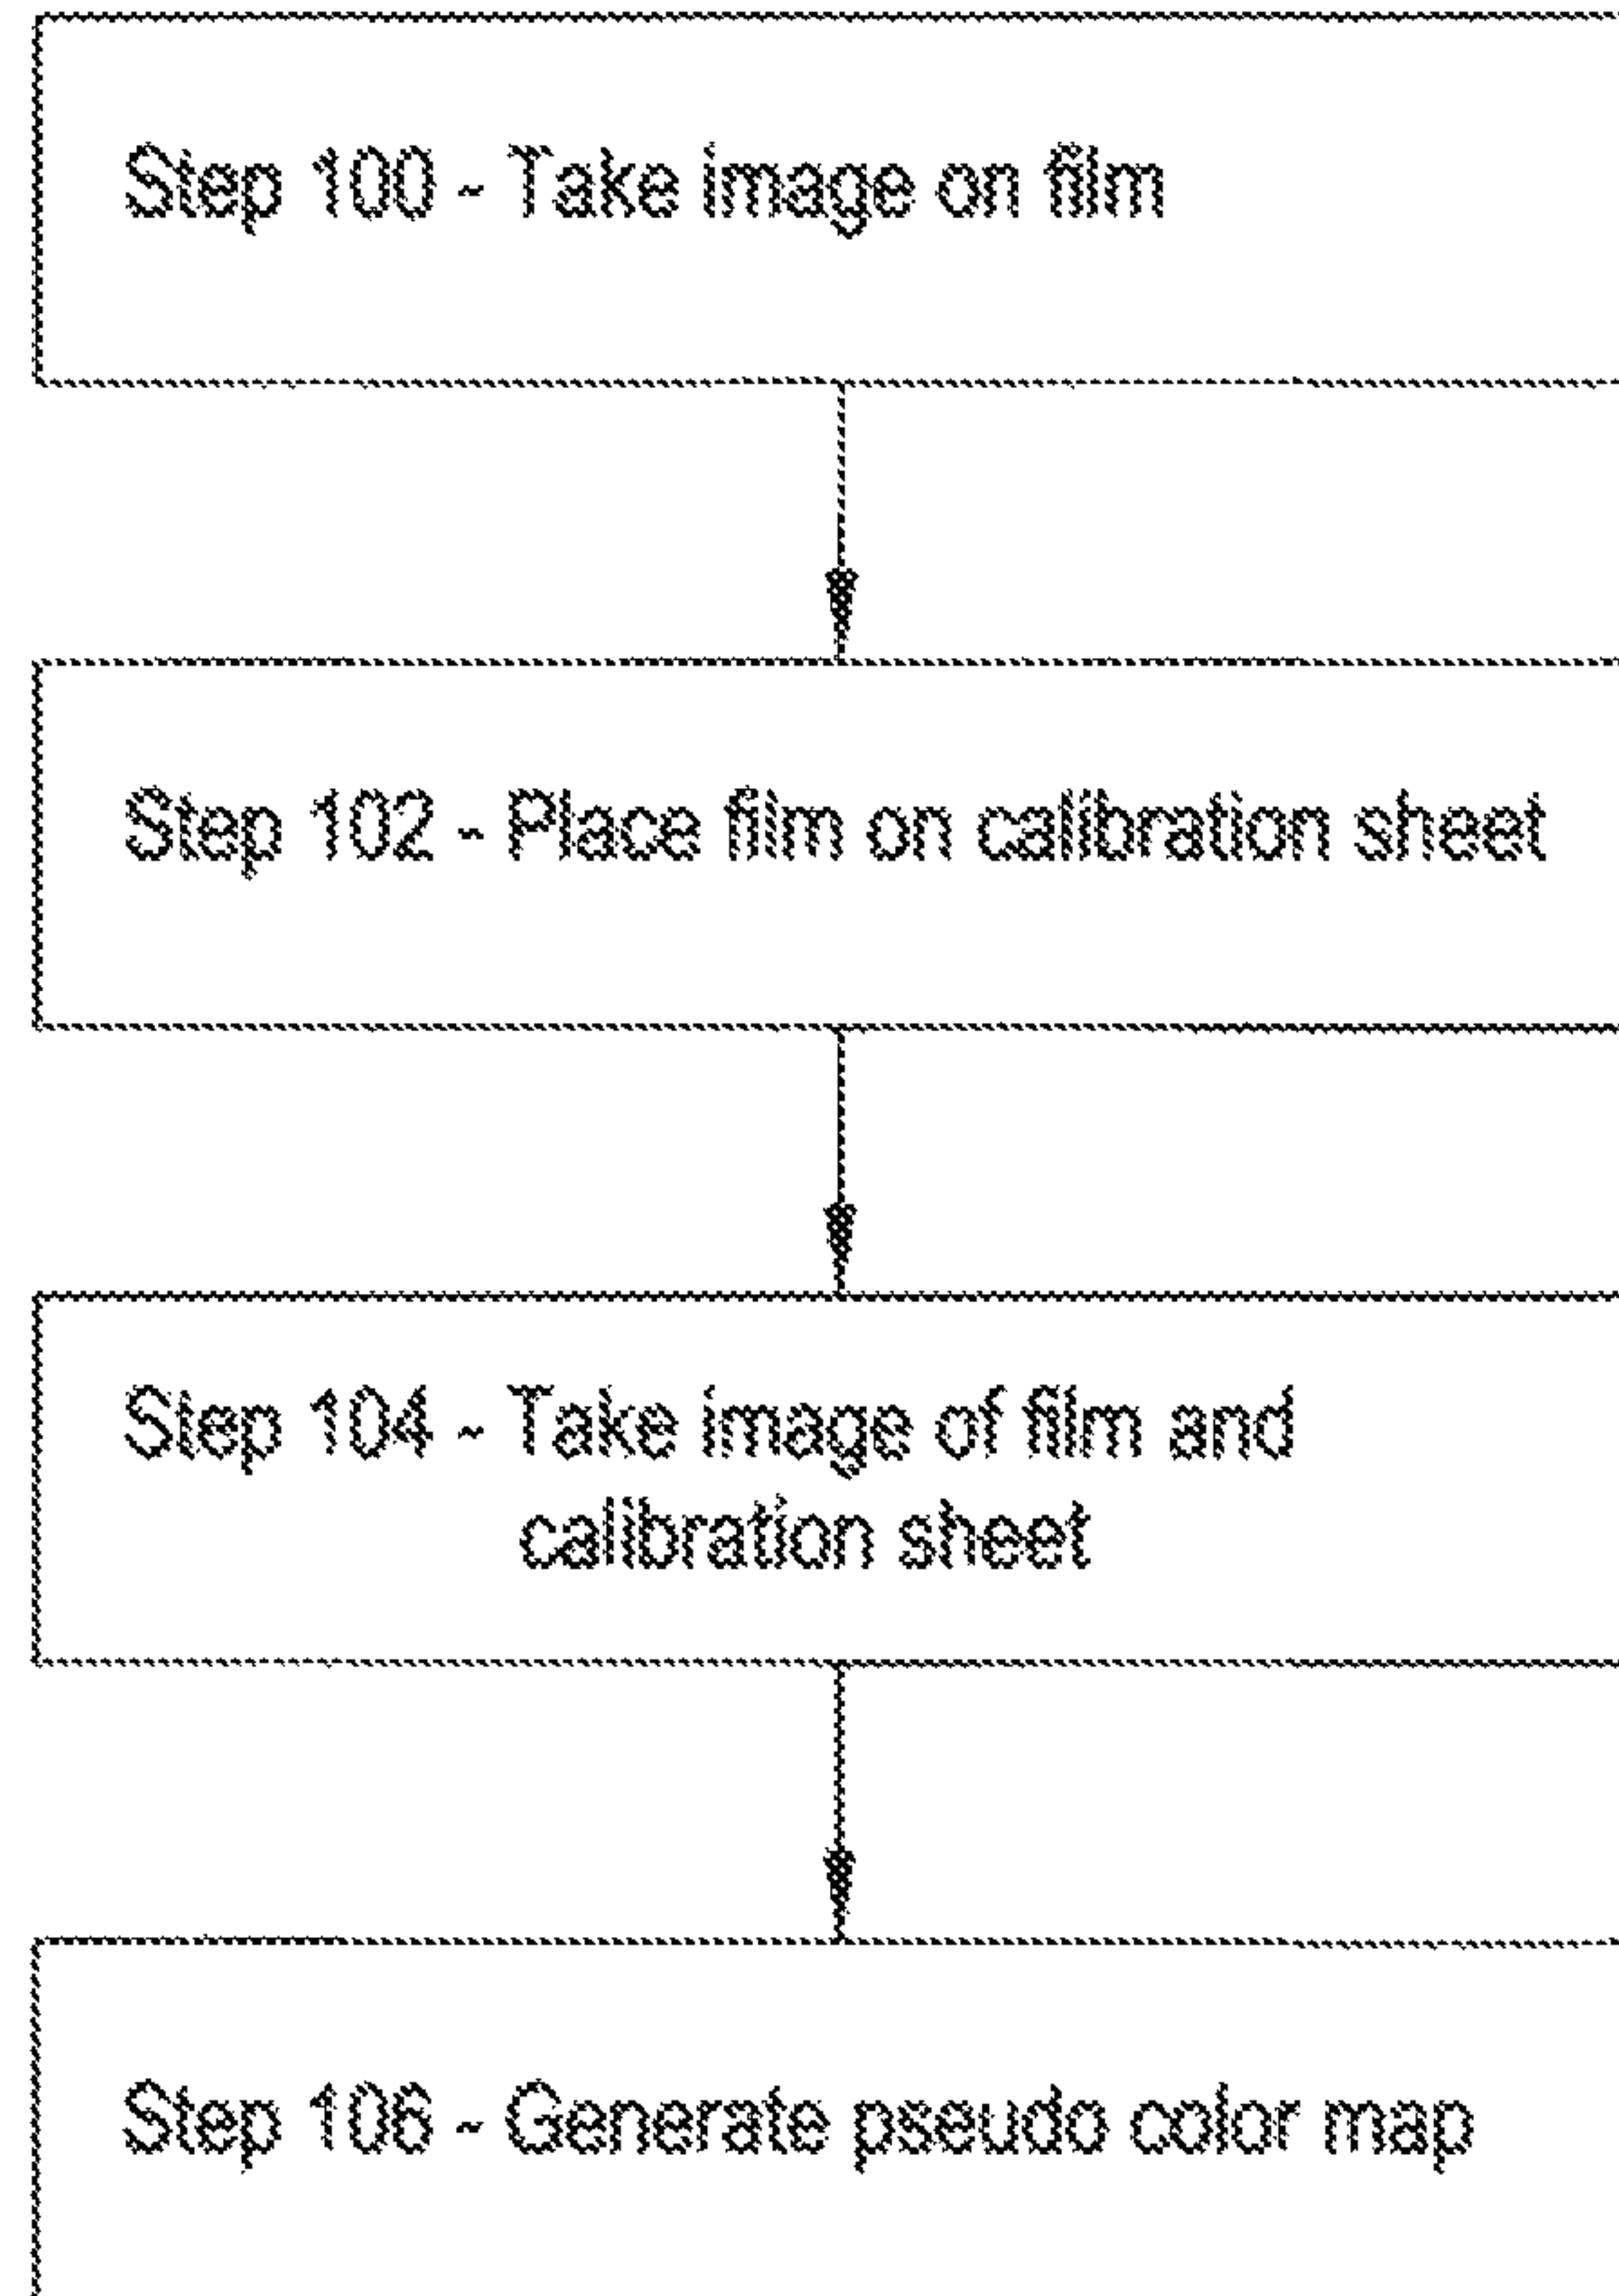 Step 100 - Take image on film
Step 102 - Place film on calibration sheet
Step 104 - Take image of film and
calibration sheet
Step 106 - Generate pseudo color map